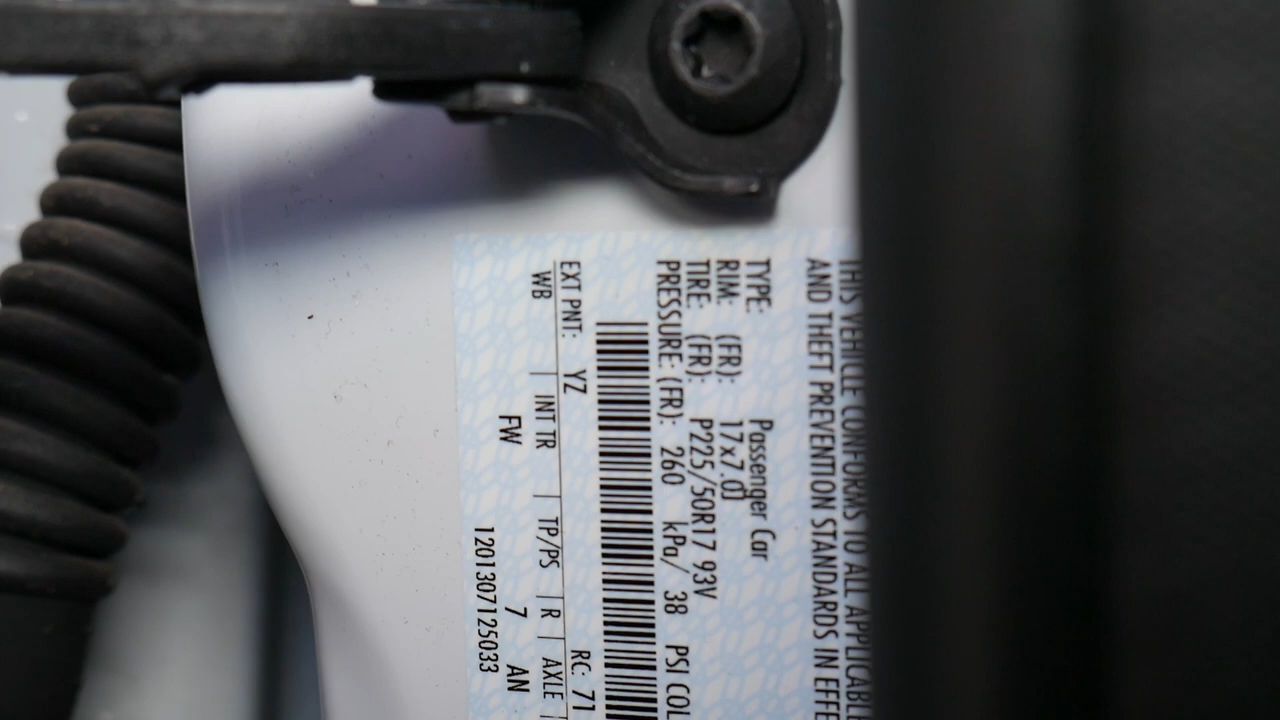 THIS VEHICLE CONFORMS TO ALL APPLICABLE
AND THEFT PREVENTION STANDARDS IN EFFE
TYPE: Passenger Car
RIM: (FR): 17x7.0J
TIRE: (FR): P225/50R17 93V
PRESSURE: (FR): 260 kPa/ 38 PSI COL
RC: 71
EXT PNT: YZ
WB INT TR TP/PS R AXLE
FW 7 AN
1201307125033